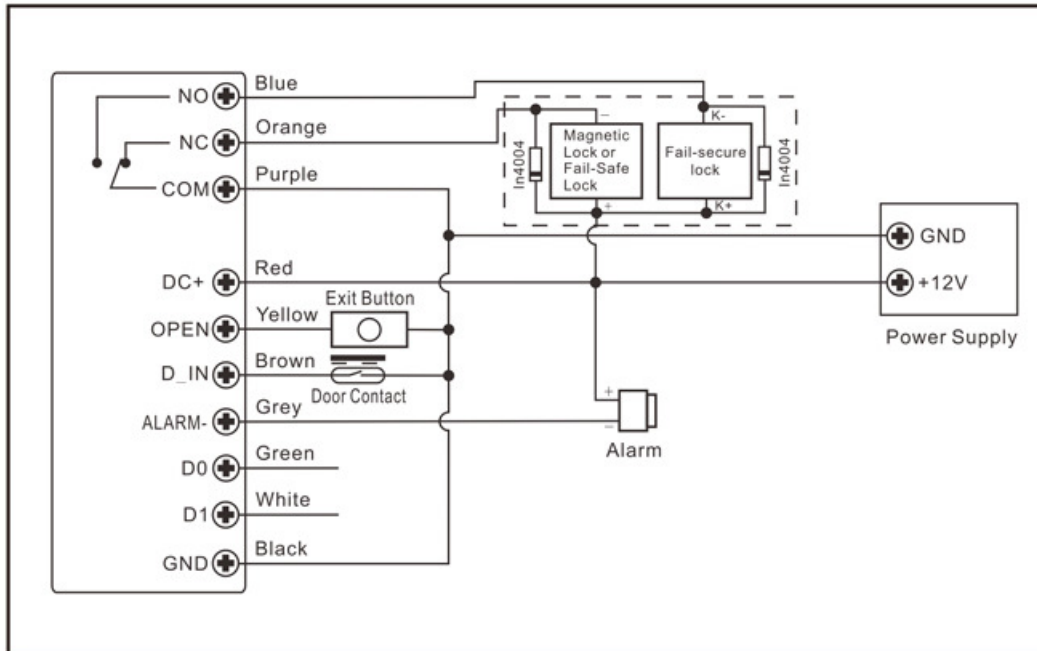 NO
Blue
NC
Orange
COM
Purple
DC+
Red
OPEN
Yellow
Exit Button
D_IN
Brown
Door Contact
ALARM-
Grey
D0
Green
D1
White
GND
Black
In4004
−
Magnetic
Lock or
Fail-Safe
Lock
+
K-
Fail-secure
lock
K+
In4004
GND
+12V
Power Supply
+
−
Alarm